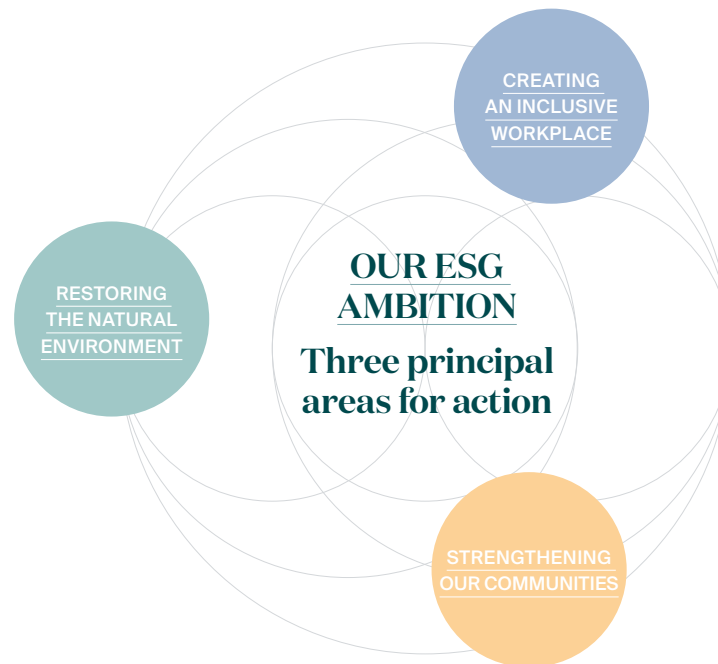 CREATING
AN INCLUSIVE
WORKPLACE
OUR ESG
AMBITION
Three principal
areas for action
RESTORING
THE NATURAL
ENVIRONMENT
STRENGTHENING
OUR COMMUNITIES